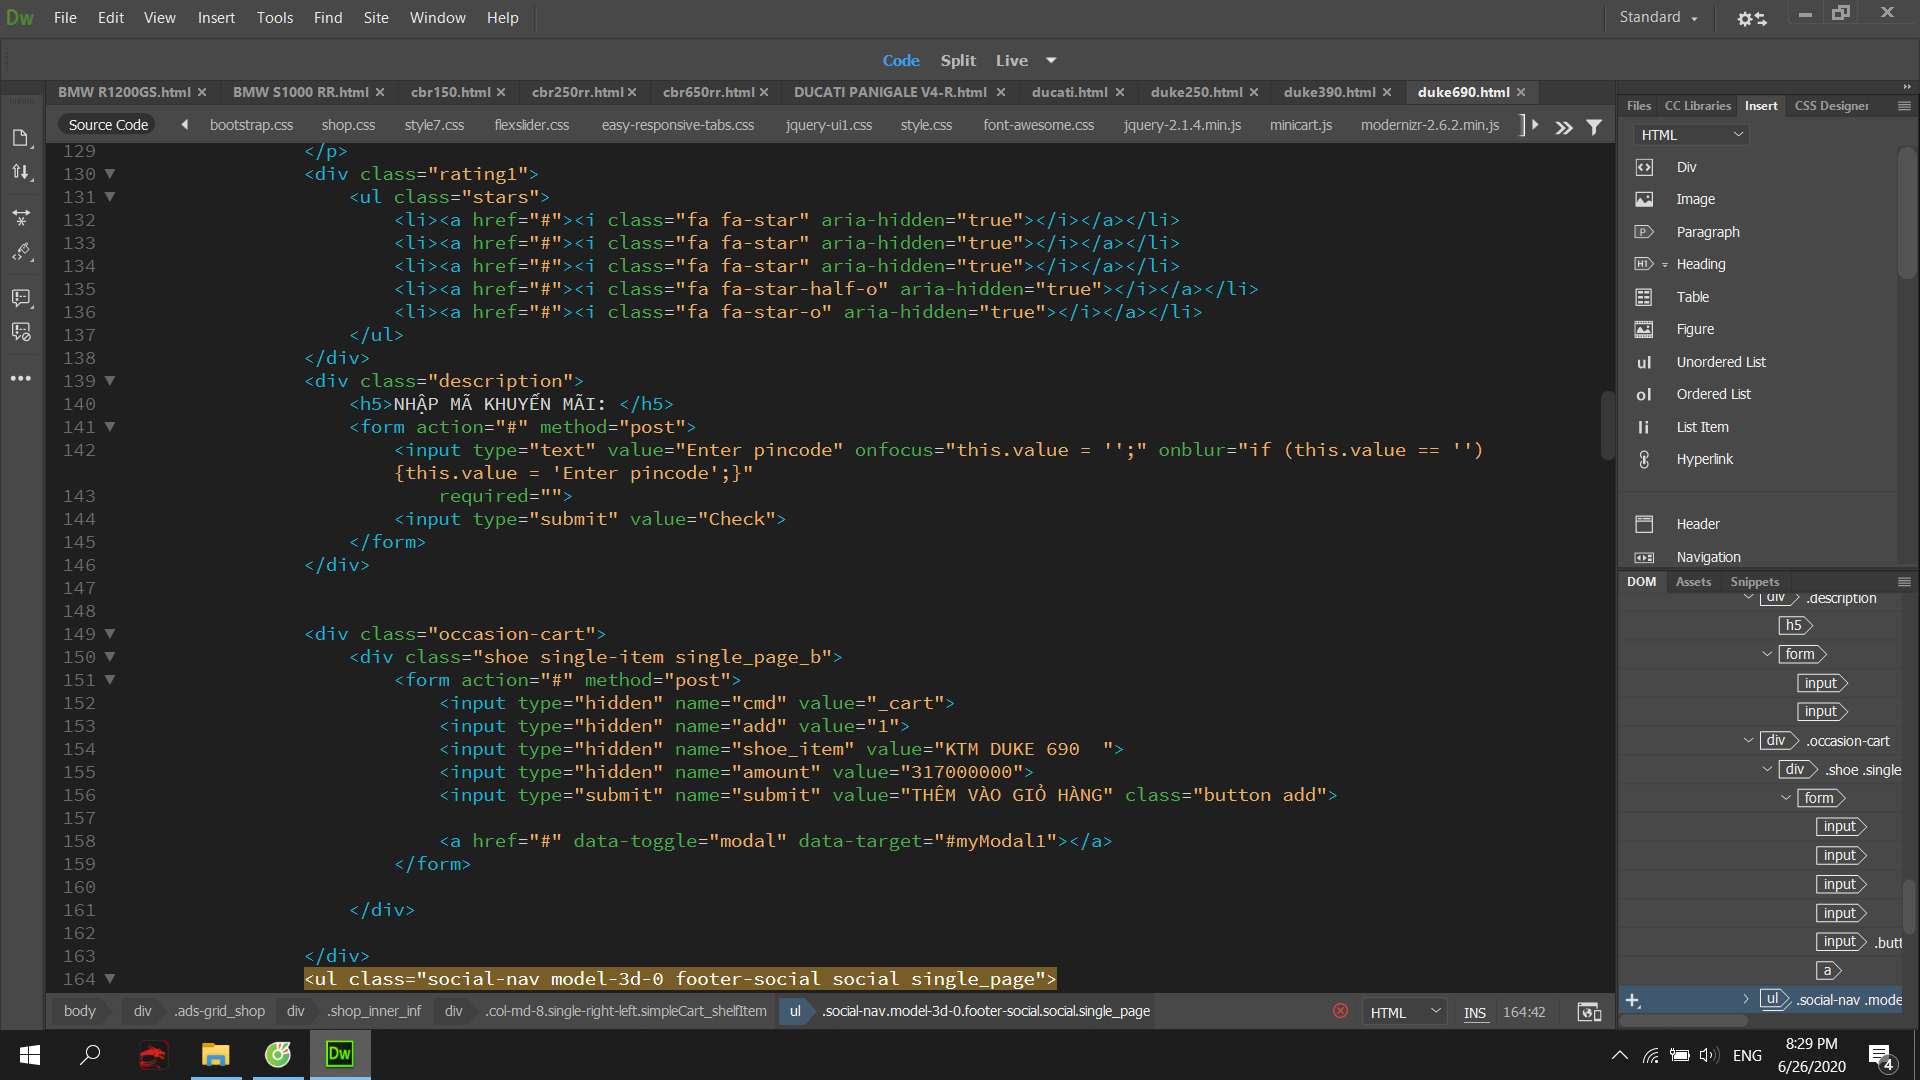 Dw File Edit View Insert Tools Find Site Window Help Standard
Code Split Live
BMW R1200GS.html BMW S1000 RR.html cbr150.html cbr250rr.html cbr650rr.html DUCATI PANIGALE V4-R.html ducati.html duke250.html duke390.html duke690.html
Source Code bootstrap.css shop.css style7.css flexslider.css easy-responsive-tabs.css jquery-ui1.css style.css font-awesome.css jquery-2.1.4.min.js minicart.js modernizr-2.6.2.min.js
129 </p>
130 <div class="rating1">
131 <ul class="stars">
132 <li><a href="#"><i class="fa fa-star" aria-hidden="true"></i></a></li>
133 <li><a href="#"><i class="fa fa-star" aria-hidden="true"></i></a></li>
134 <li><a href="#"><i class="fa fa-star" aria-hidden="true"></i></a></li>
135 <li><a href="#"><i class="fa fa-star-half-o" aria-hidden="true"></i></a></li>
136 <li><a href="#"><i class="fa fa-star-o" aria-hidden="true"></i></a></li>
137 </ul>
138 </div>
139 <div class="description">
140 <h5>NHẬP MÃ KHUYẾN MÃI: </h5>
141 <form action="#" method="post">
142 <input type="text" value="Enter pincode" onfocus="this.value = '';" onblur="if (this.value == '')
{this.value = 'Enter pincode';}"
143 required="">
144 <input type="submit" value="Check">
145 </form>
146 </div>
147
148
149 <div class="occasion-cart">
150 <div class="shoe single-item single_page_b">
151 <form action="#" method="post">
152 <input type="hidden" name="cmd" value="_cart">
153 <input type="hidden" name="add" value="1">
154 <input type="hidden" name="shoe_item" value="KTM DUKE 690  ">
155 <input type="hidden" name="amount" value="317000000">
156 <input type="submit" name="submit" value="THÊM VÀO GIỎ HÀNG" class="button add">
157
158 <a href="#" data-toggle="modal" data-target="#myModal1"></a>
159 </form>
160
161 </div>
162
163 </div>
164 <ul class="social-nav model-3d-0 footer-social social single_page">
body div .ads-grid_shop div .shop_inner_inf div .col-md-8.single-right-left.simpleCart_shelfItem ul .social-nav.model-3d-0.footer-social.social.single_page HTML INS 164:42
Files CC Libraries Insert CSS Designer
HTML
Div
Image
Paragraph
Heading
Table
Figure
ul Unordered List
ol Ordered List
li List Item
Hyperlink
Header
Navigation
DOM Assets Snippets
div .description
h5
form
input
input
div .occasion-cart
div .shoe .single
form
input
input
input
input
input .butt
a
ul .social-nav .mode
Dw ENG 8:29 PM
6/26/2020 4